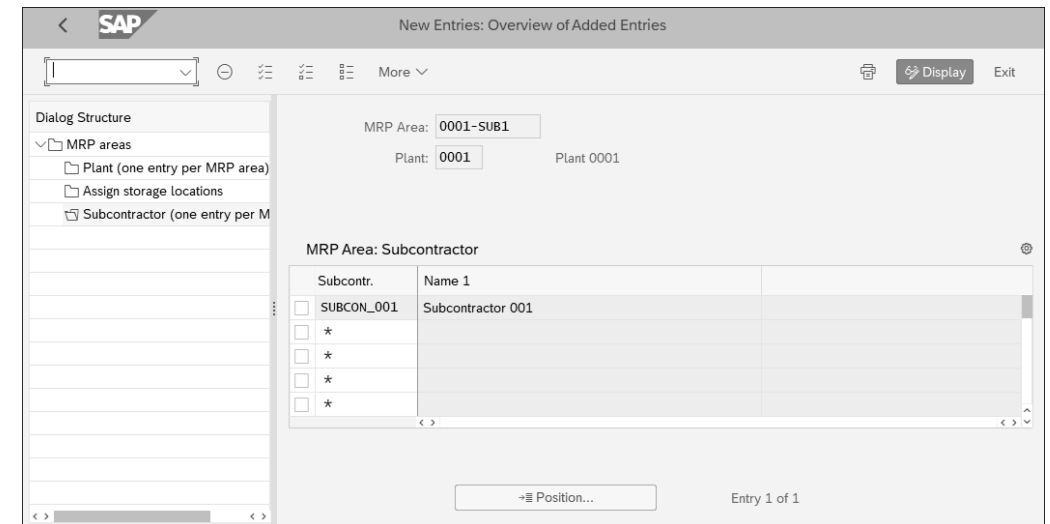 SAP
New Entries: Overview of Added Entries
More
Display
Exit
Dialog Structure
MRP areas
Plant (one entry per MRP area)
Assign storage locations
Subcontractor (one entry per M
MRP Area: 0001-SUB1
Plant: 0001 Plant 0001
MRP Area: Subcontractor
Subcontr. Name 1
SUBCON_001 Subcontractor 001
*
*
*
*
Position...
Entry 1 of 1